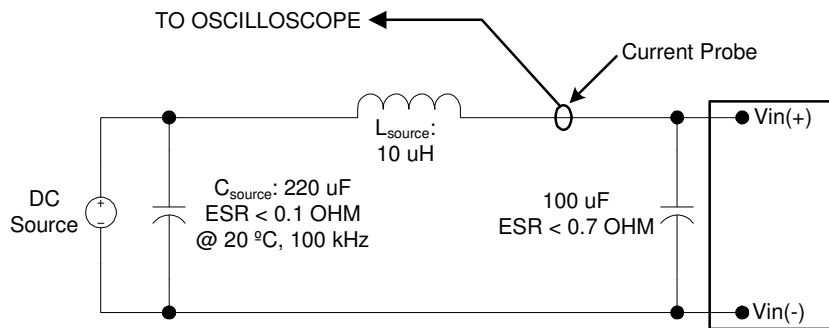 TO OSCILLOSCOPE
Current Probe
Lsource:
10 uH
Vin(+)
DC
Source
+
−
Csource: 220 uF
ESR < 0.1 OHM
@ 20 ºC, 100 kHz
100 uF
ESR < 0.7 OHM
Vin(-)